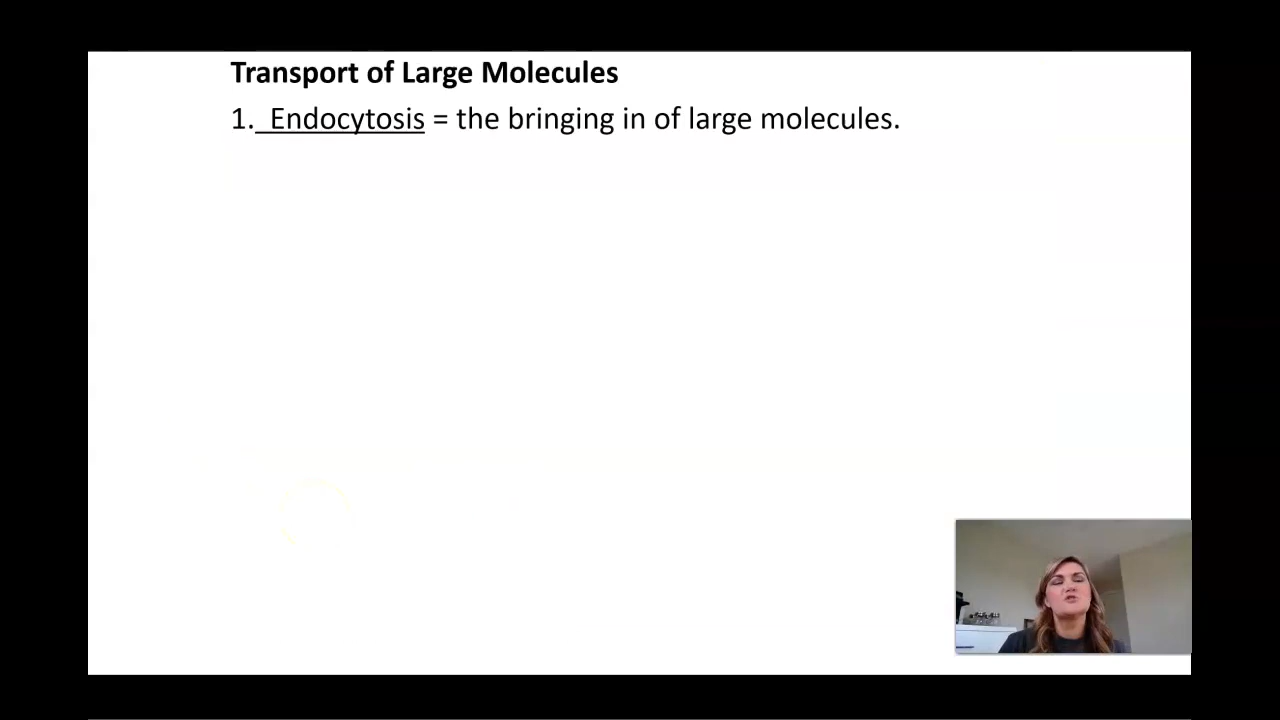 Transport of Large Molecules
1. Endocytosis = the bringing in of large molecules.